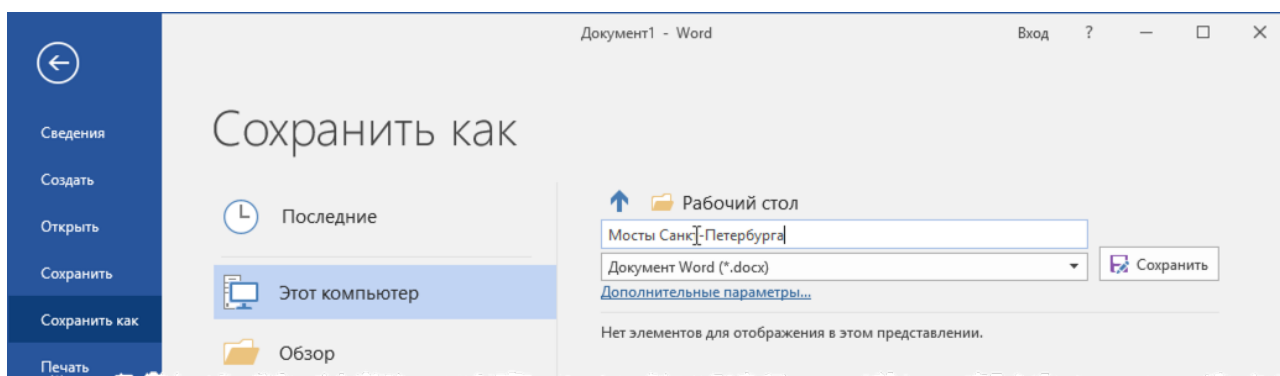 Документ1 - Word
Вход ?
Сохранить как
Сведения
Создать
Открыть
Сохранить
Сохранить как
Печать
Последние
Этот компьютер
Обзор
Рабочий стол
Мосты Санкт-Петербурга
Документ Word (*.docx)
Сохранить
Дополнительные параметры...
Нет элементов для отображения в этом представлении.